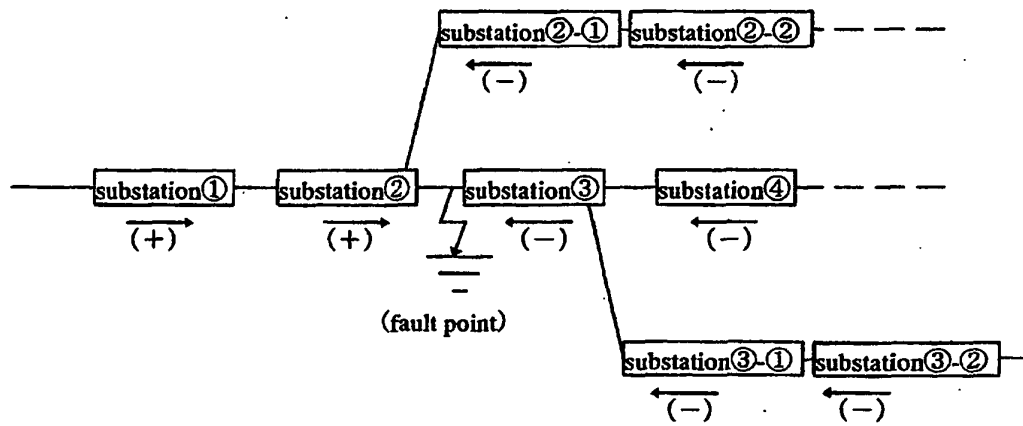 substation②-① substation②-②
(-) (-)
substation① substation② substation③ substation④
(+) (+) (-) (-)
(fault point)
substation③-① substation③-②
(-) (-)